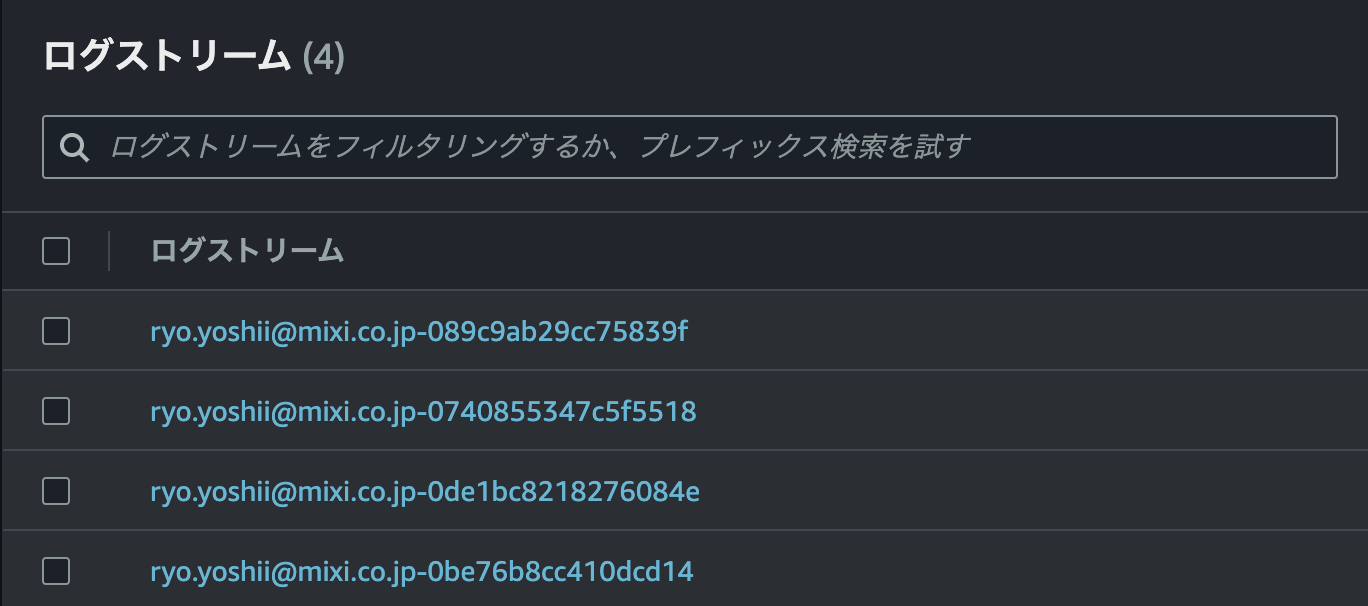 ログストリーム (4)
ログストリームをフィルタリングするか、プレフィックス検索を試す
ログストリーム
ryo.yoshii@mixi.co.jp-089c9ab29cc75839f
ryo.yoshii@mixi.co.jp-0740855347c5f5518
ryo.yoshii@mixi.co.jp-0de1bc8218276084e
ryo.yoshii@mixi.co.jp-0be76b8cc410dcd14